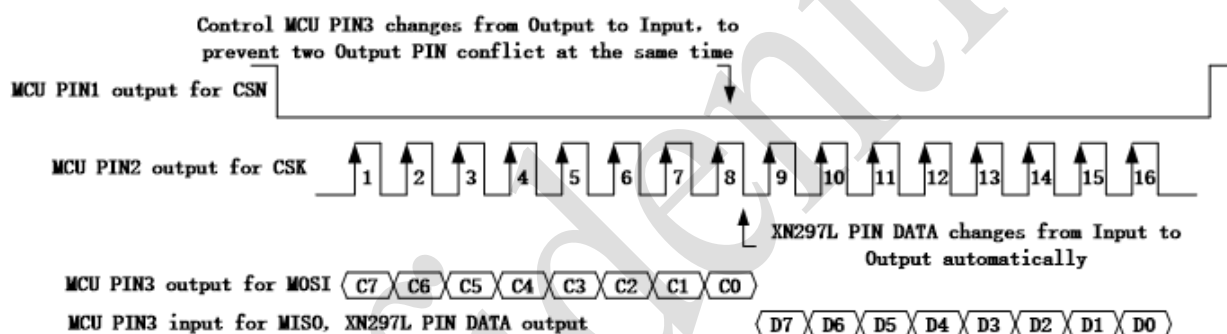 Control MCU PIN3 changes from Output to Input, to
prevent two Output PIN conflict at the same time
MCU PIN1 output for CSN
MCU PIN2 output for CSK
1 2 3 4 5 6 7 8 9 10 11 12 13 14 15 16
XN297L PIN DATA changes from Input to
Output automatically
MCU PIN3 output for MOSI C7 C6 C5 C4 C3 C2 C1 C0
MCU PIN3 input for MISO, XN297L PIN DATA output D7 D6 D5 D4 D3 D2 D1 D0